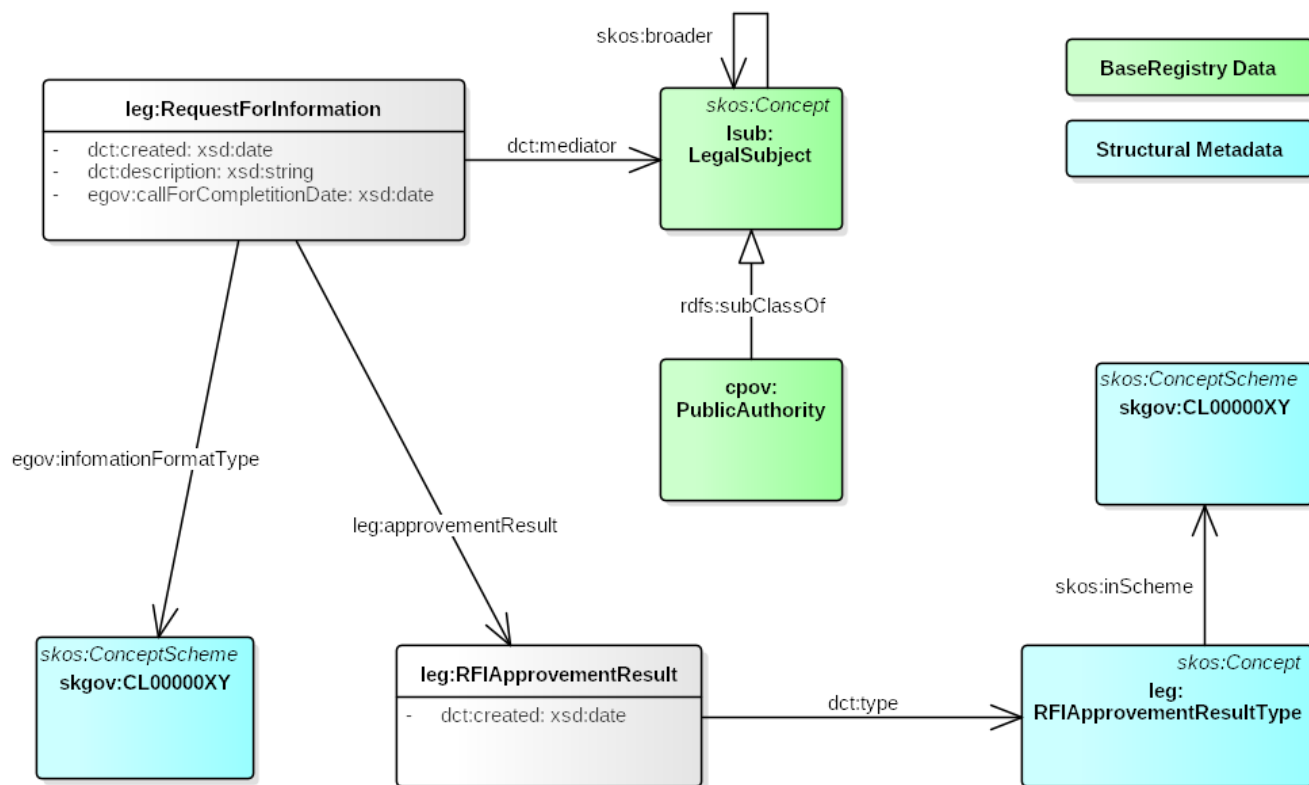 skos:broader
BaseRegistry Data
leg:RequestForInformation
- dct:created: xsd:date
- dct:description: xsd:string
- egov:callForCompletitionDate: xsd:date
dct:mediator
skos:Concept
lsub:
LegalSubject
Structural Metadata
rdfs:subClassOf
cpov:
PublicAuthority
skos:ConceptScheme
skgov:CL00000XY
egov:infomationFormatType
leg:approvementResult
skos:inScheme
skos:ConceptScheme
skgov:CL00000XY
leg:RFIApprovementResult
- dct:created: xsd:date
dct:type
skos:Concept
leg:
RFIApprovementResultType